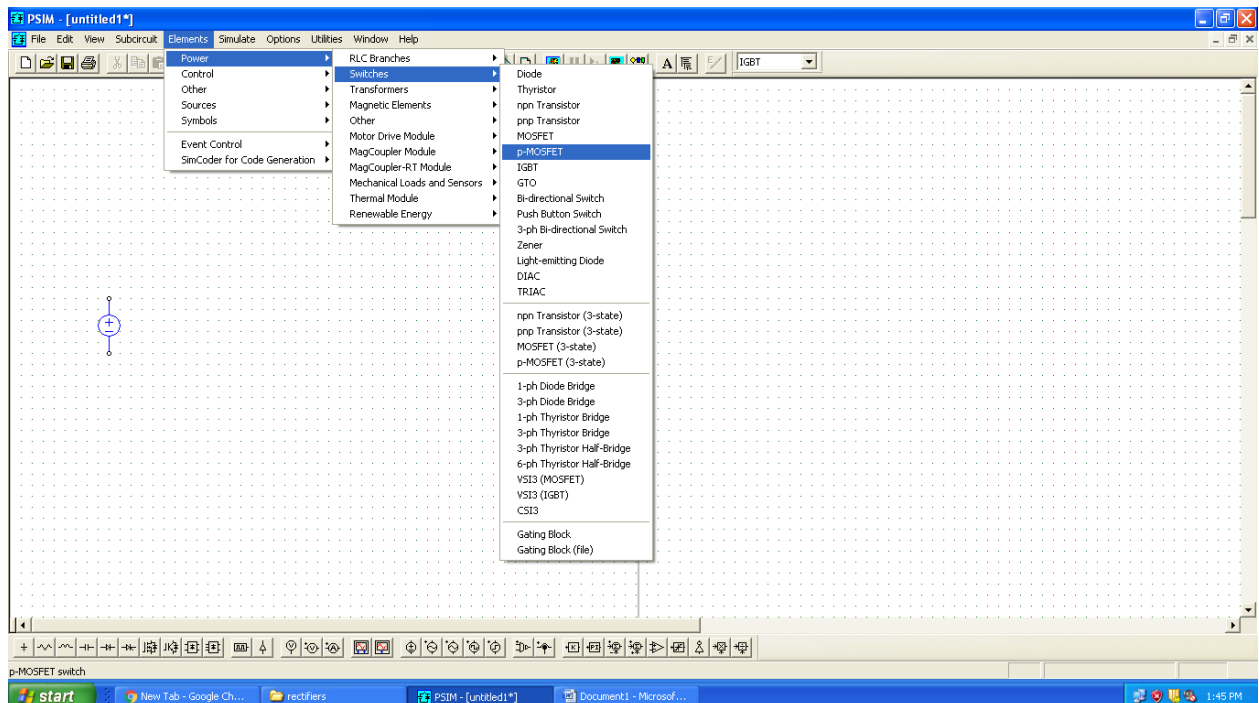 PSIM - [untitled1*]
File Edit View Subcircuit Elements Simulate Options Utilities Window Help
IGBT
Power
Control
Other
Sources
Symbols
Event Control
SimCoder for Code Generation
RLC Branches
Switches
Transformers
Magnetic Elements
Other
Motor Drive Module
MagCoupler Module
MagCoupler-RT Module
Mechanical Loads and Sensors
Thermal Module
Renewable Energy
Diode
Thyristor
npn Transistor
pnp Transistor
MOSFET
p-MOSFET
IGBT
GTO
Bi-directional Switch
Push Button Switch
3-ph Bi-directional Switch
Zener
Light-emitting Diode
DIAC
TRIAC
npn Transistor (3-state)
pnp Transistor (3-state)
MOSFET (3-state)
p-MOSFET (3-state)
1-ph Diode Bridge
3-ph Diode Bridge
1-ph Thyristor Bridge
3-ph Thyristor Bridge
3-ph Thyristor Half-Bridge
6-ph Thyristor Half-Bridge
VSI3 (MOSFET)
VSI3 (IGBT)
CSI3
Gating Block
Gating Block (file)
p-MOSFET switch
start New Tab - Google Ch... rectifiers PSIM - [untitled1*] Document1 - Microsof... 1:45 PM